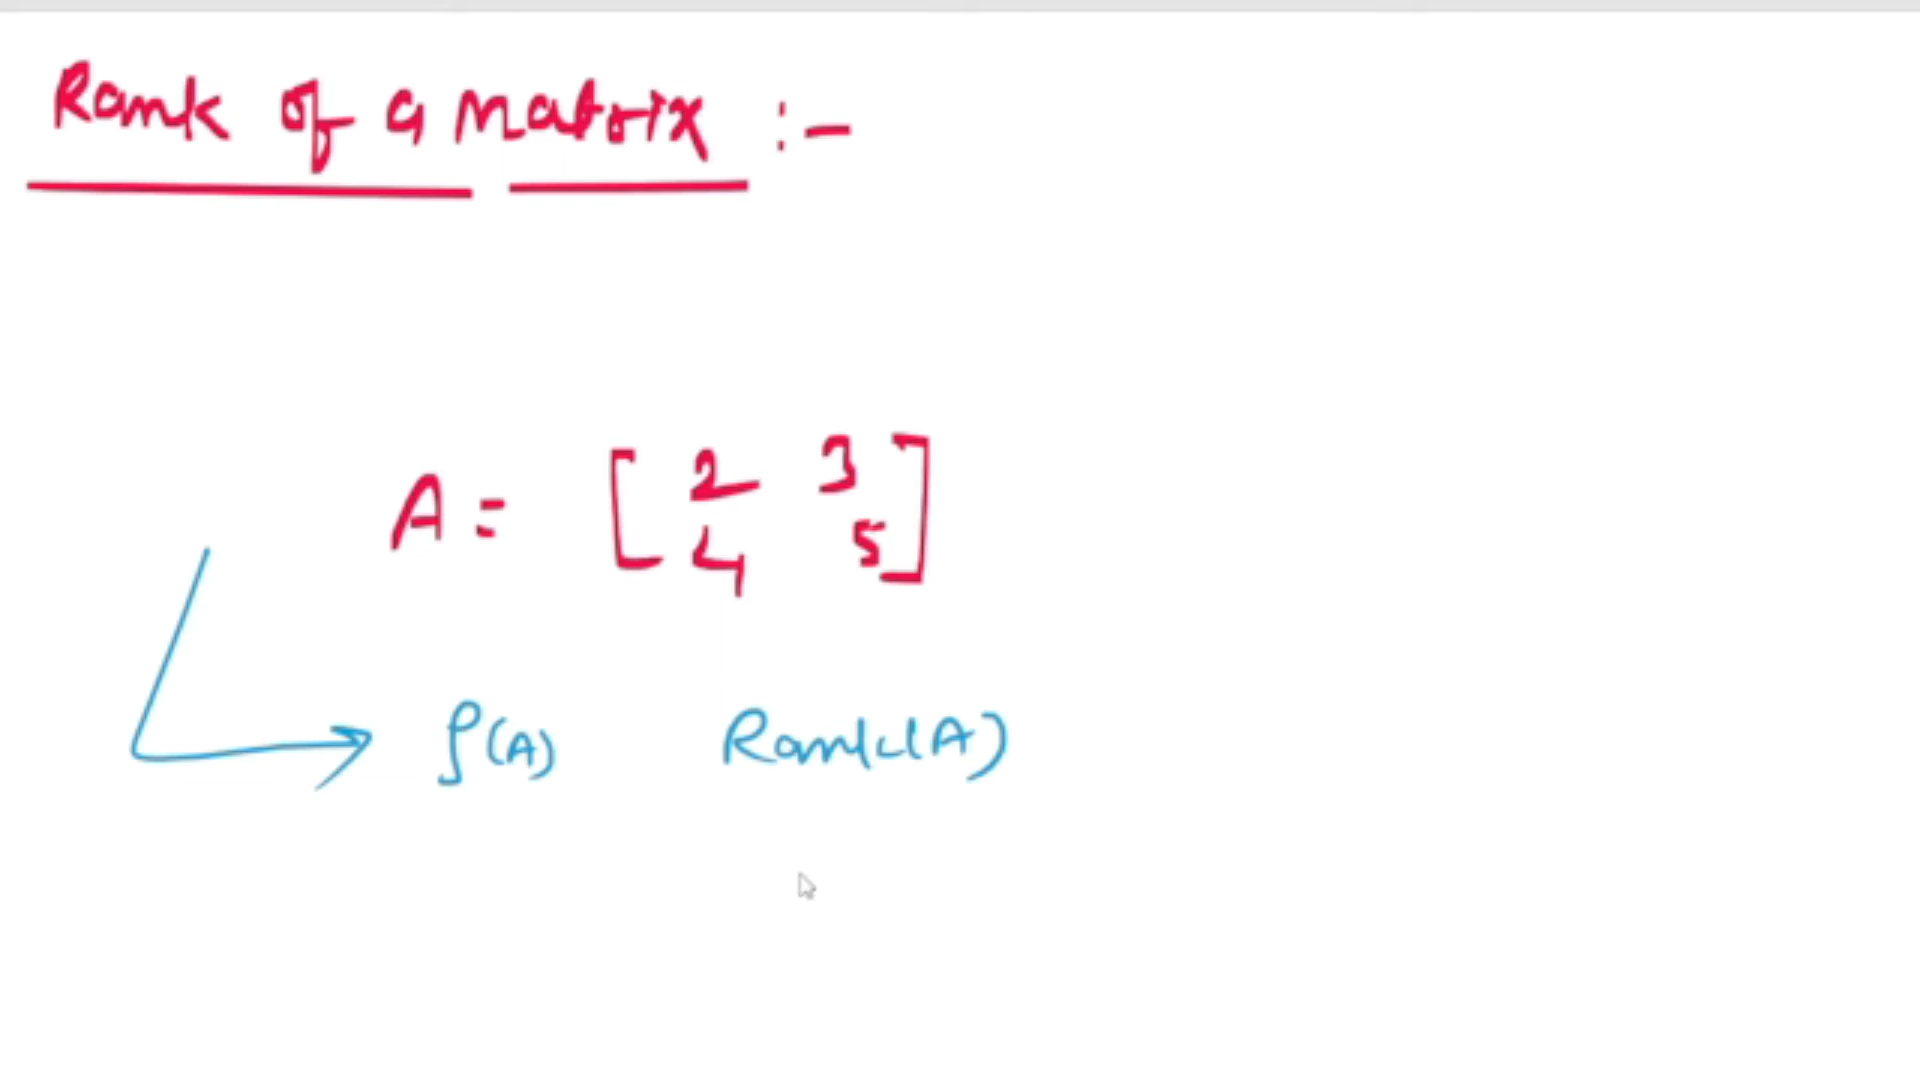 Rank of a matrix :-
A = [ 2 3
4 5 ]
ρ(A) Rank(A)